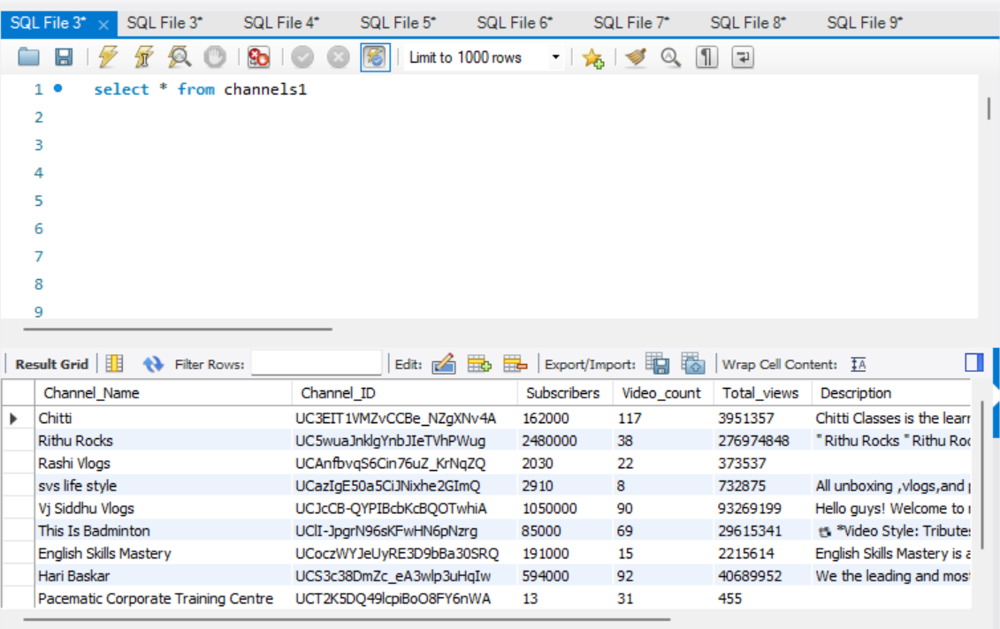 SQL File 3* SQL File 3* SQL File 4* SQL File 5* SQL File 6* SQL File 7* SQL File 8* SQL File 9*
Limit to 1000 rows
1 select * from channels1
2
3
4
5
6
7
8
9
Result Grid Filter Rows: Edit: Export/Import: Wrap Cell Content:
Channel_Name Channel_ID Subscribers Video_count Total_views Description
Chitti UC3EIT1VMZvCCBe_NZgXNv4A 162000 117 3951357 Chitti Classes is the learn
Rithu Rocks UC5wuaJnklgYnbJIeTVhPWug 2480000 38 276974848 " Rithu Rocks " Rithu Roc
Rashi Vlogs UCAnfbvqS6Cin76uZ_KrNqZQ 2030 22 373537
svs life style UCazIgE50a5CiJNixhe2GImQ 2910 8 732875 All unboxing ,vlogs,and
Vj Siddhu Vlogs UCJcCB-QYPIBcbKcBQOTwhiA 1050000 90 93269199 Hello guys! Welcome to
This Is Badminton UClI-JpgrN96sKFwHN6pNzrg 85000 69 29615341 *Video Style: Tributes
English Skills Mastery UCoczWYJeUyRE3D9bBa30SRQ 191000 15 2215614 English Skills Mastery is a
Hari Baskar UCS3c38DmZc_eA3wlp3uHqIw 594000 92 40689952 We the leading and most
Pacematic Corporate Training Centre UCT2K5DQ49lcpiBoO8FY6nWA 13 31 455